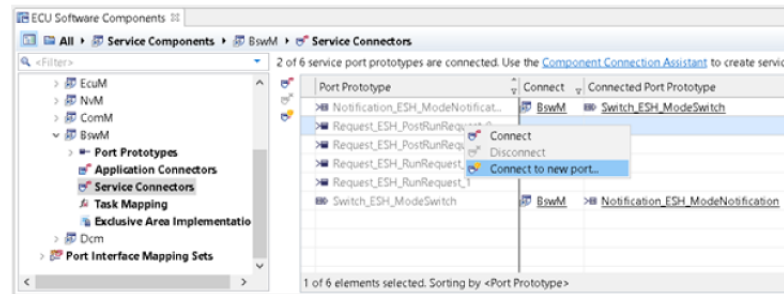 ECU Software Components
All Service Components BswM Service Connectors
<Filter>
2 of 6 service port prototypes are connected. Use the Component Connection Assistant to create servic
EcuM
NvM
ComM
BswM
Port Prototypes
Application Connectors
Service Connectors
Task Mapping
Exclusive Area Implementatio
Dcm
Port Interface Mapping Sets
Port Prototype Connect Connected Port Prototype
Notification_ESH_ModeNotificat... BswM Switch_ESH_ModeSwitch
Request_ESH_PostRunRequest_0
Request_ESH_PostRunRequ
Request_ESH_RunRequest_
Request_ESH_RunRequest_1
Switch_ESH_ModeSwitch BswM Notification_ESH_ModeNotification
Connect
Disconnect
Connect to new port...
1 of 6 elements selected. Sorting by <Port Prototype>